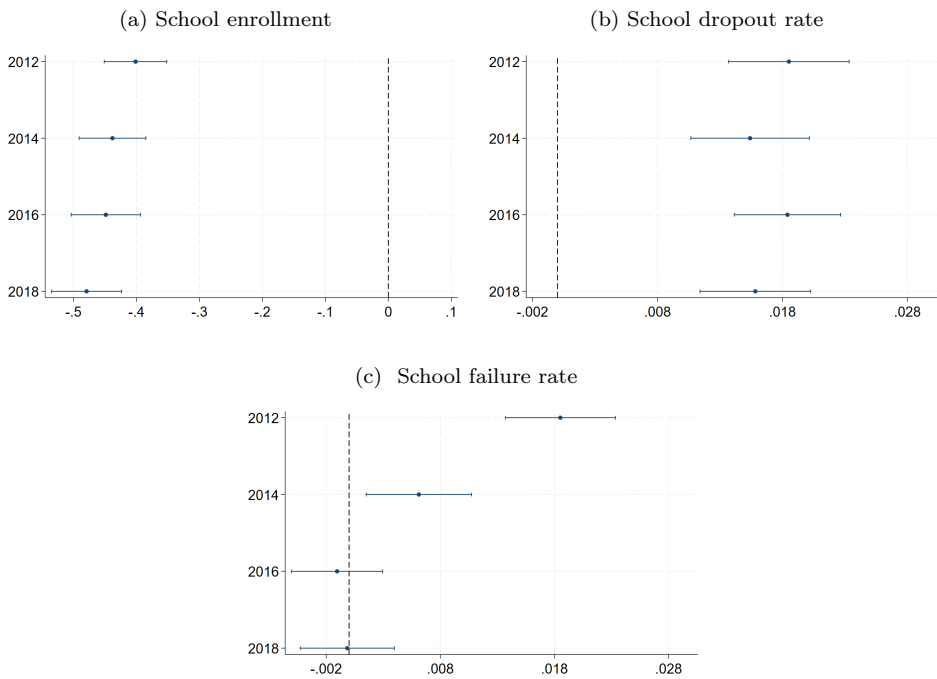 (a) School enrollment
2012
2014
2016
2018
-.5 -.4 -.3 -.2 -.1 0 .1
(b) School dropout rate
2012
2014
2016
2018
-.002 .008 .018 .028
(c) School failure rate
2012
2014
2016
2018
-.002 .008 .018 .028